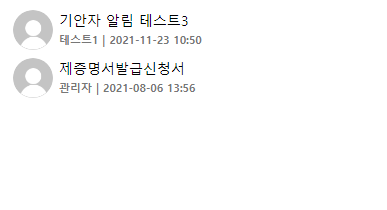 기안자 알림 테스트3
테스트1 | 2021-11-23 10:50
제증명서발급신청서
관리자 | 2021-08-06 13:56